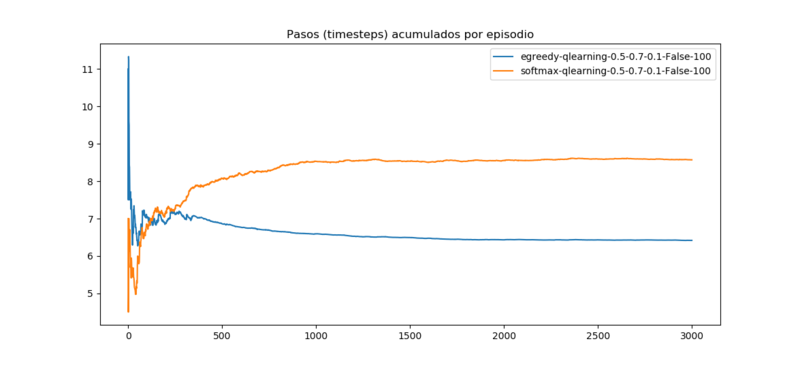 Pasos (timesteps) acumulados por episodio
egreedy-qlearning-0.5-0.7-0.1-False-100
softmax-qlearning-0.5-0.7-0.1-False-100
11
10
9
8
7
6
5
0 500 1000 1500 2000 2500 3000